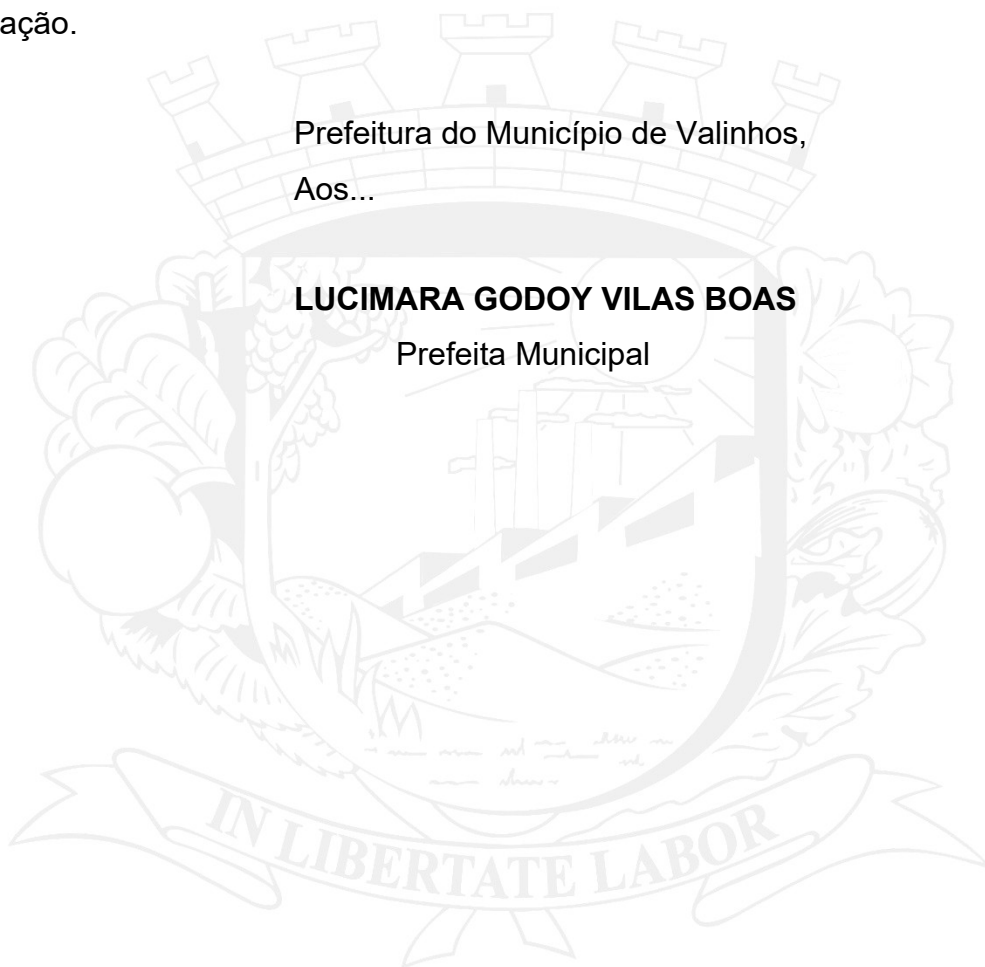 ação.
Prefeitura do Município de Valinhos,
Aos...
LUCIMARA GODOY VILAS BOAS
Prefeita Municipal
IN LIBERTATE LABOR